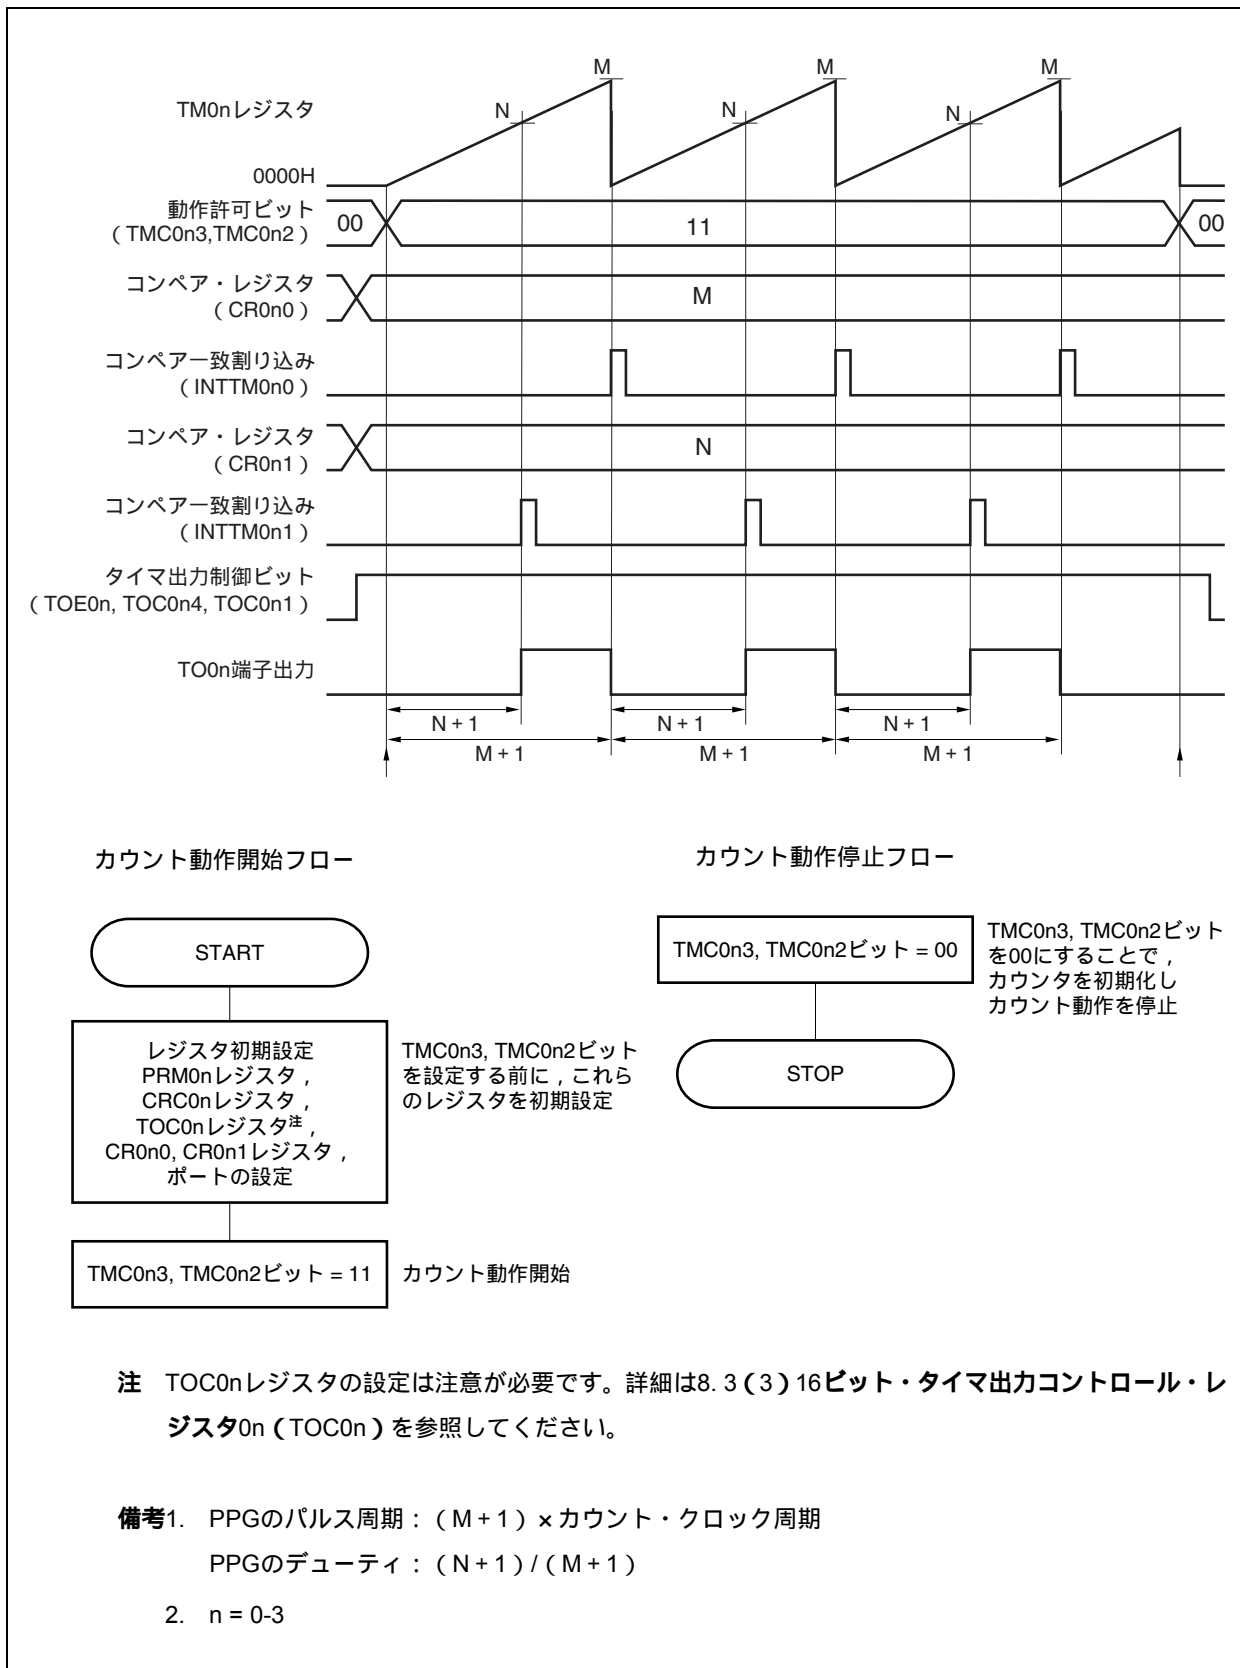 M M M
TM0nレジスタ N N N
0000H
動作許可ビット
(TMC0n3,TMC0n2) 00 11 00
コンペア・レジスタ
(CR0n0) M
コンペア一致割り込み
(INTTM0n0)
コンペア・レジスタ
(CR0n1) N
コンペア一致割り込み
(INTTM0n1)
タイマ出力制御ビット
(TOE0n, TOC0n4, TOC0n1)
TO0n端子出力
N + 1 N + 1 N + 1
M + 1 M + 1 M + 1
カウント動作開始フロー
START
レジスタ初期設定
PRM0nレジスタ,
CRC0nレジスタ,
TOC0nレジスタ注,
CR0n0, CR0n1レジスタ,
ポートの設定
TMC0n3, TMC0n2ビット
を設定する前に,これら
のレジスタを初期設定
TMC0n3, TMC0n2ビット = 11
カウント動作開始
カウント動作停止フロー
TMC0n3, TMC0n2ビット = 00
TMC0n3, TMC0n2ビット
を00にすることで,
カウンタを初期化し
カウント動作を停止
STOP
注 TOC0nレジスタの設定は注意が必要です。詳細は8. 3(3)16ビット・タイマ出力コントロール・レ
ジスタ0n(TOC0n)を参照してください。
備考1. PPGのパルス周期:(M + 1)×カウント・クロック周期
PPGのデューティ:(N + 1)/(M + 1)
2. n = 0-3